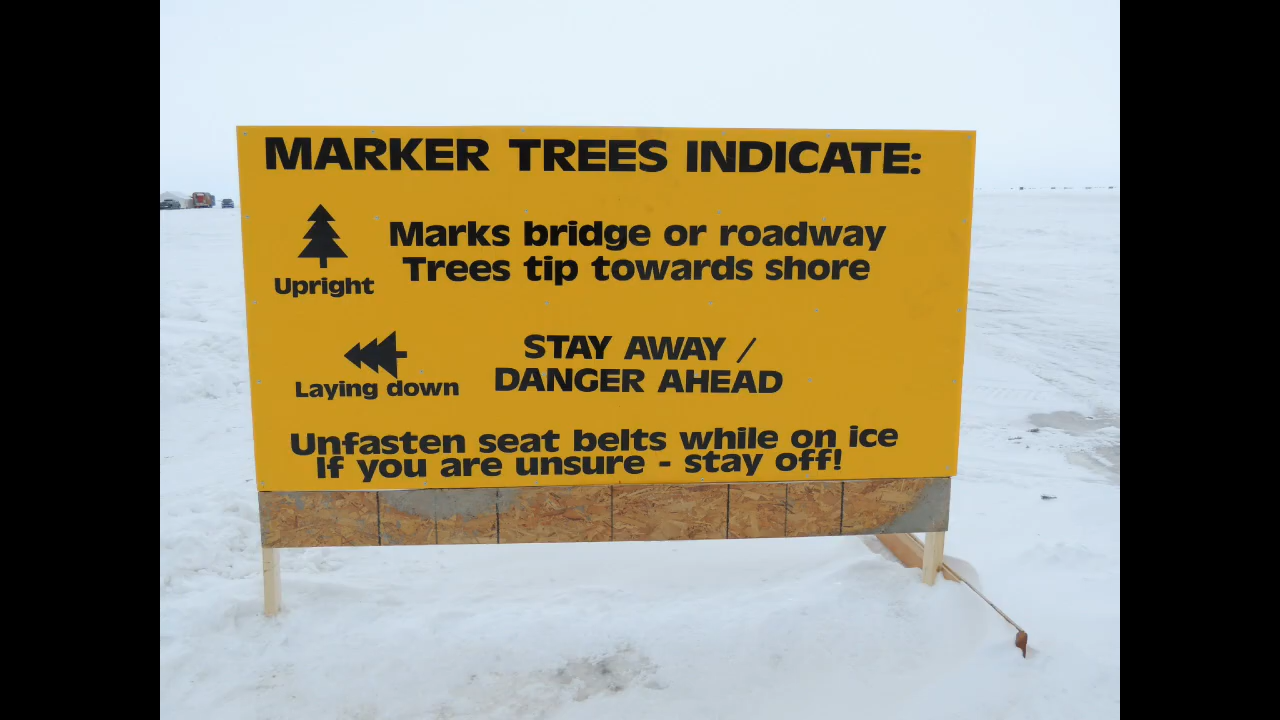 MARKER TREES INDICATE:
Marks bridge or roadway
Trees tip towards shore
Upright
STAY AWAY /
DANGER AHEAD
Laying down
Unfasten seat belts while on ice
If you are unsure - stay off!